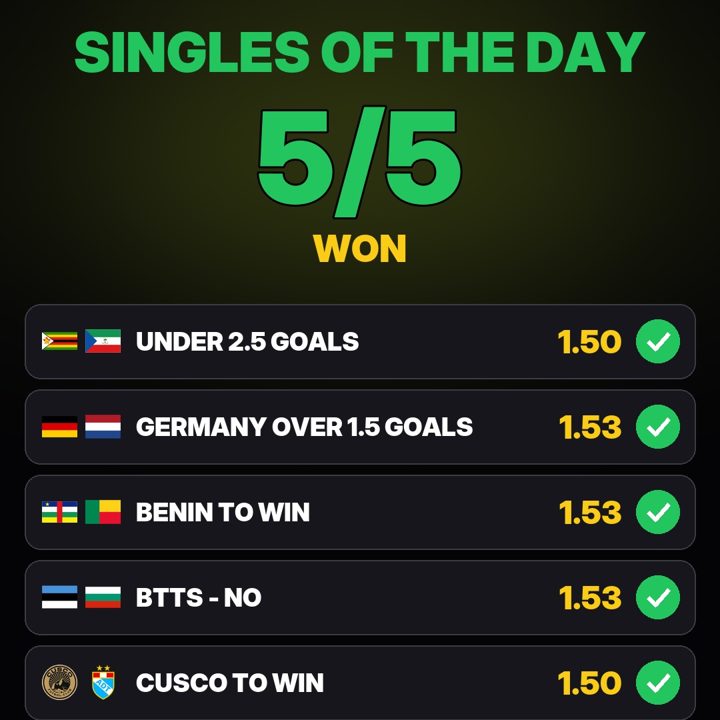 SINGLES OF THE DAY
5/5
WON
UNDER 2.5 GOALS 1.50
GERMANY OVER 1.5 GOALS 1.53
BENIN TO WIN 1.53
BTTS - NO 1.53
CUSCO TO WIN 1.50